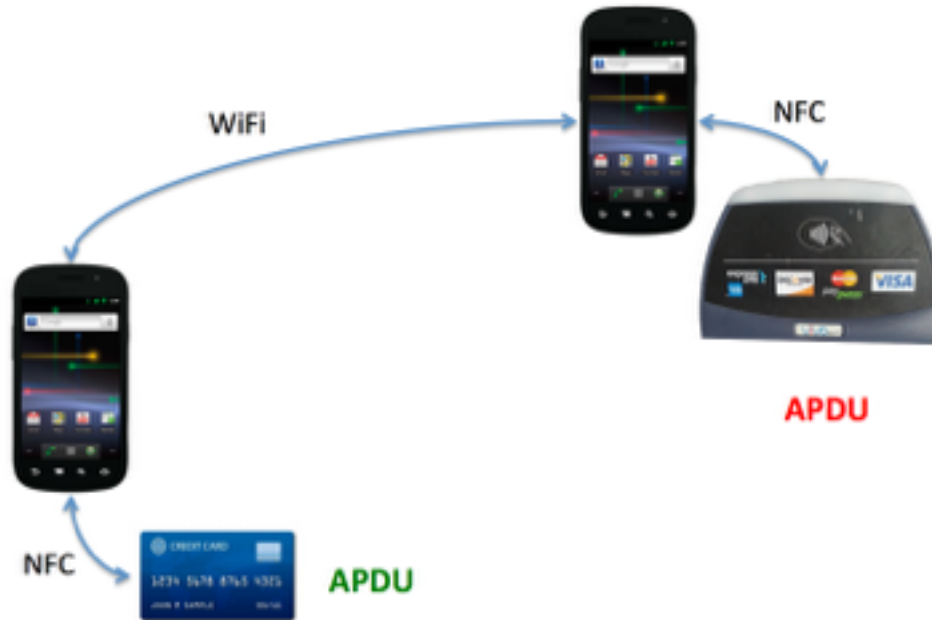 WiFi
NFC
VISA
APDU
NFC
CREDIT CARD
1234 5678 8765 4321
JOHN R SAMPLE
APDU